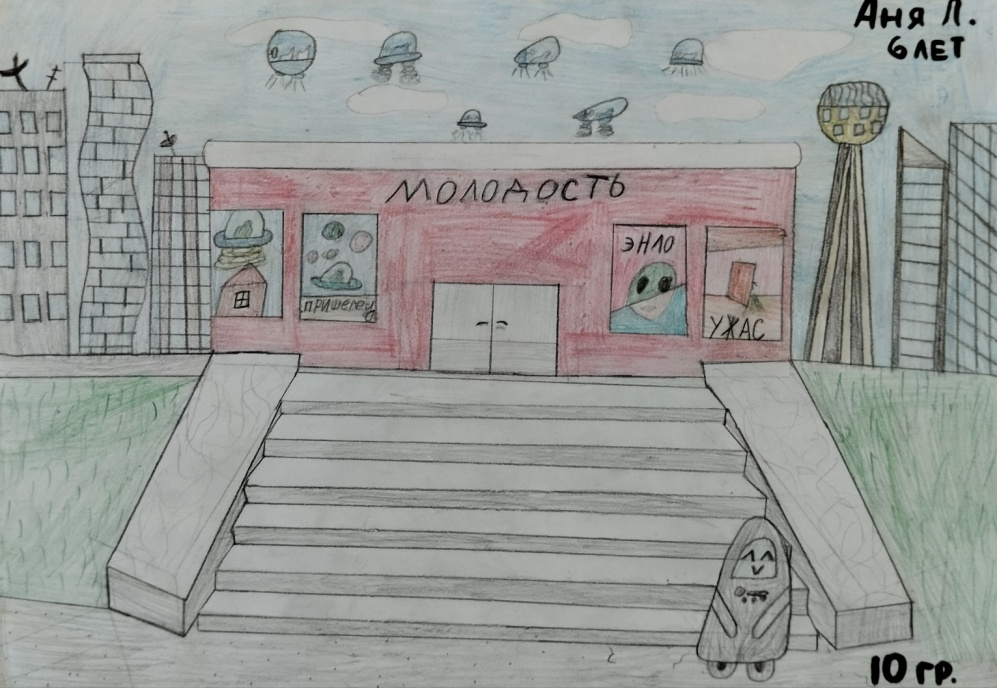 Аня Л.
6 лет
МОЛОДОСТЬ
ПРИШЕЛЕЦ
ЭНЛО
УЖАС
10 гр.